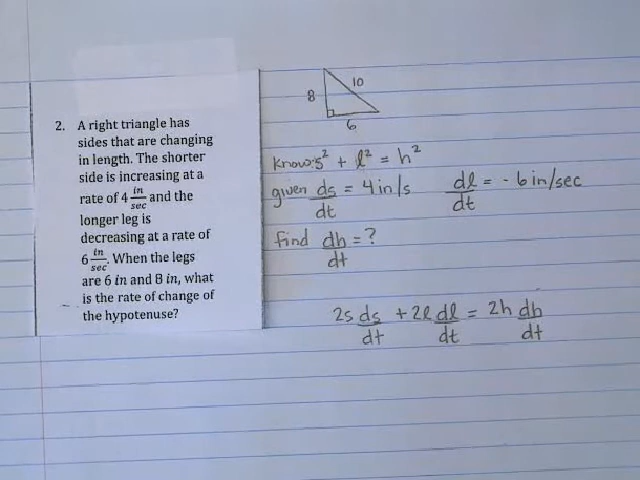 2. A right triangle has
sides that are changing
in length. The shorter
side is increasing at a
rate of 4 in/sec and the
longer leg is
decreasing at a rate of
6 in/sec. When the legs
are 6 in and 8 in, what
is the rate of change of
the hypotenuse?
8 10
6
know: s² + l² = h²
given ds/dt = 4 in/s dl/dt = - 6 in/sec
find dh/dt = ?
2s ds/dt + 2l dl/dt = 2h dh/dt